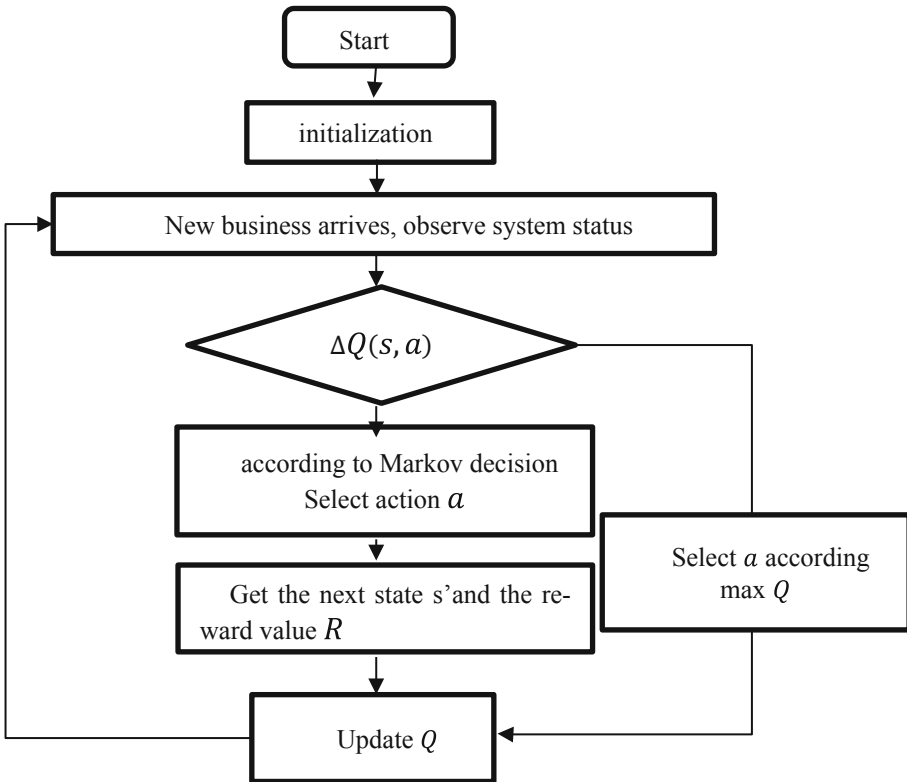 Start
initialization
New business arrives, observe system status
ΔQ(s, a)
according to Markov decision
Select action a
Select a according
max Q
Get the next state s’and the re-
ward value R
Update Q